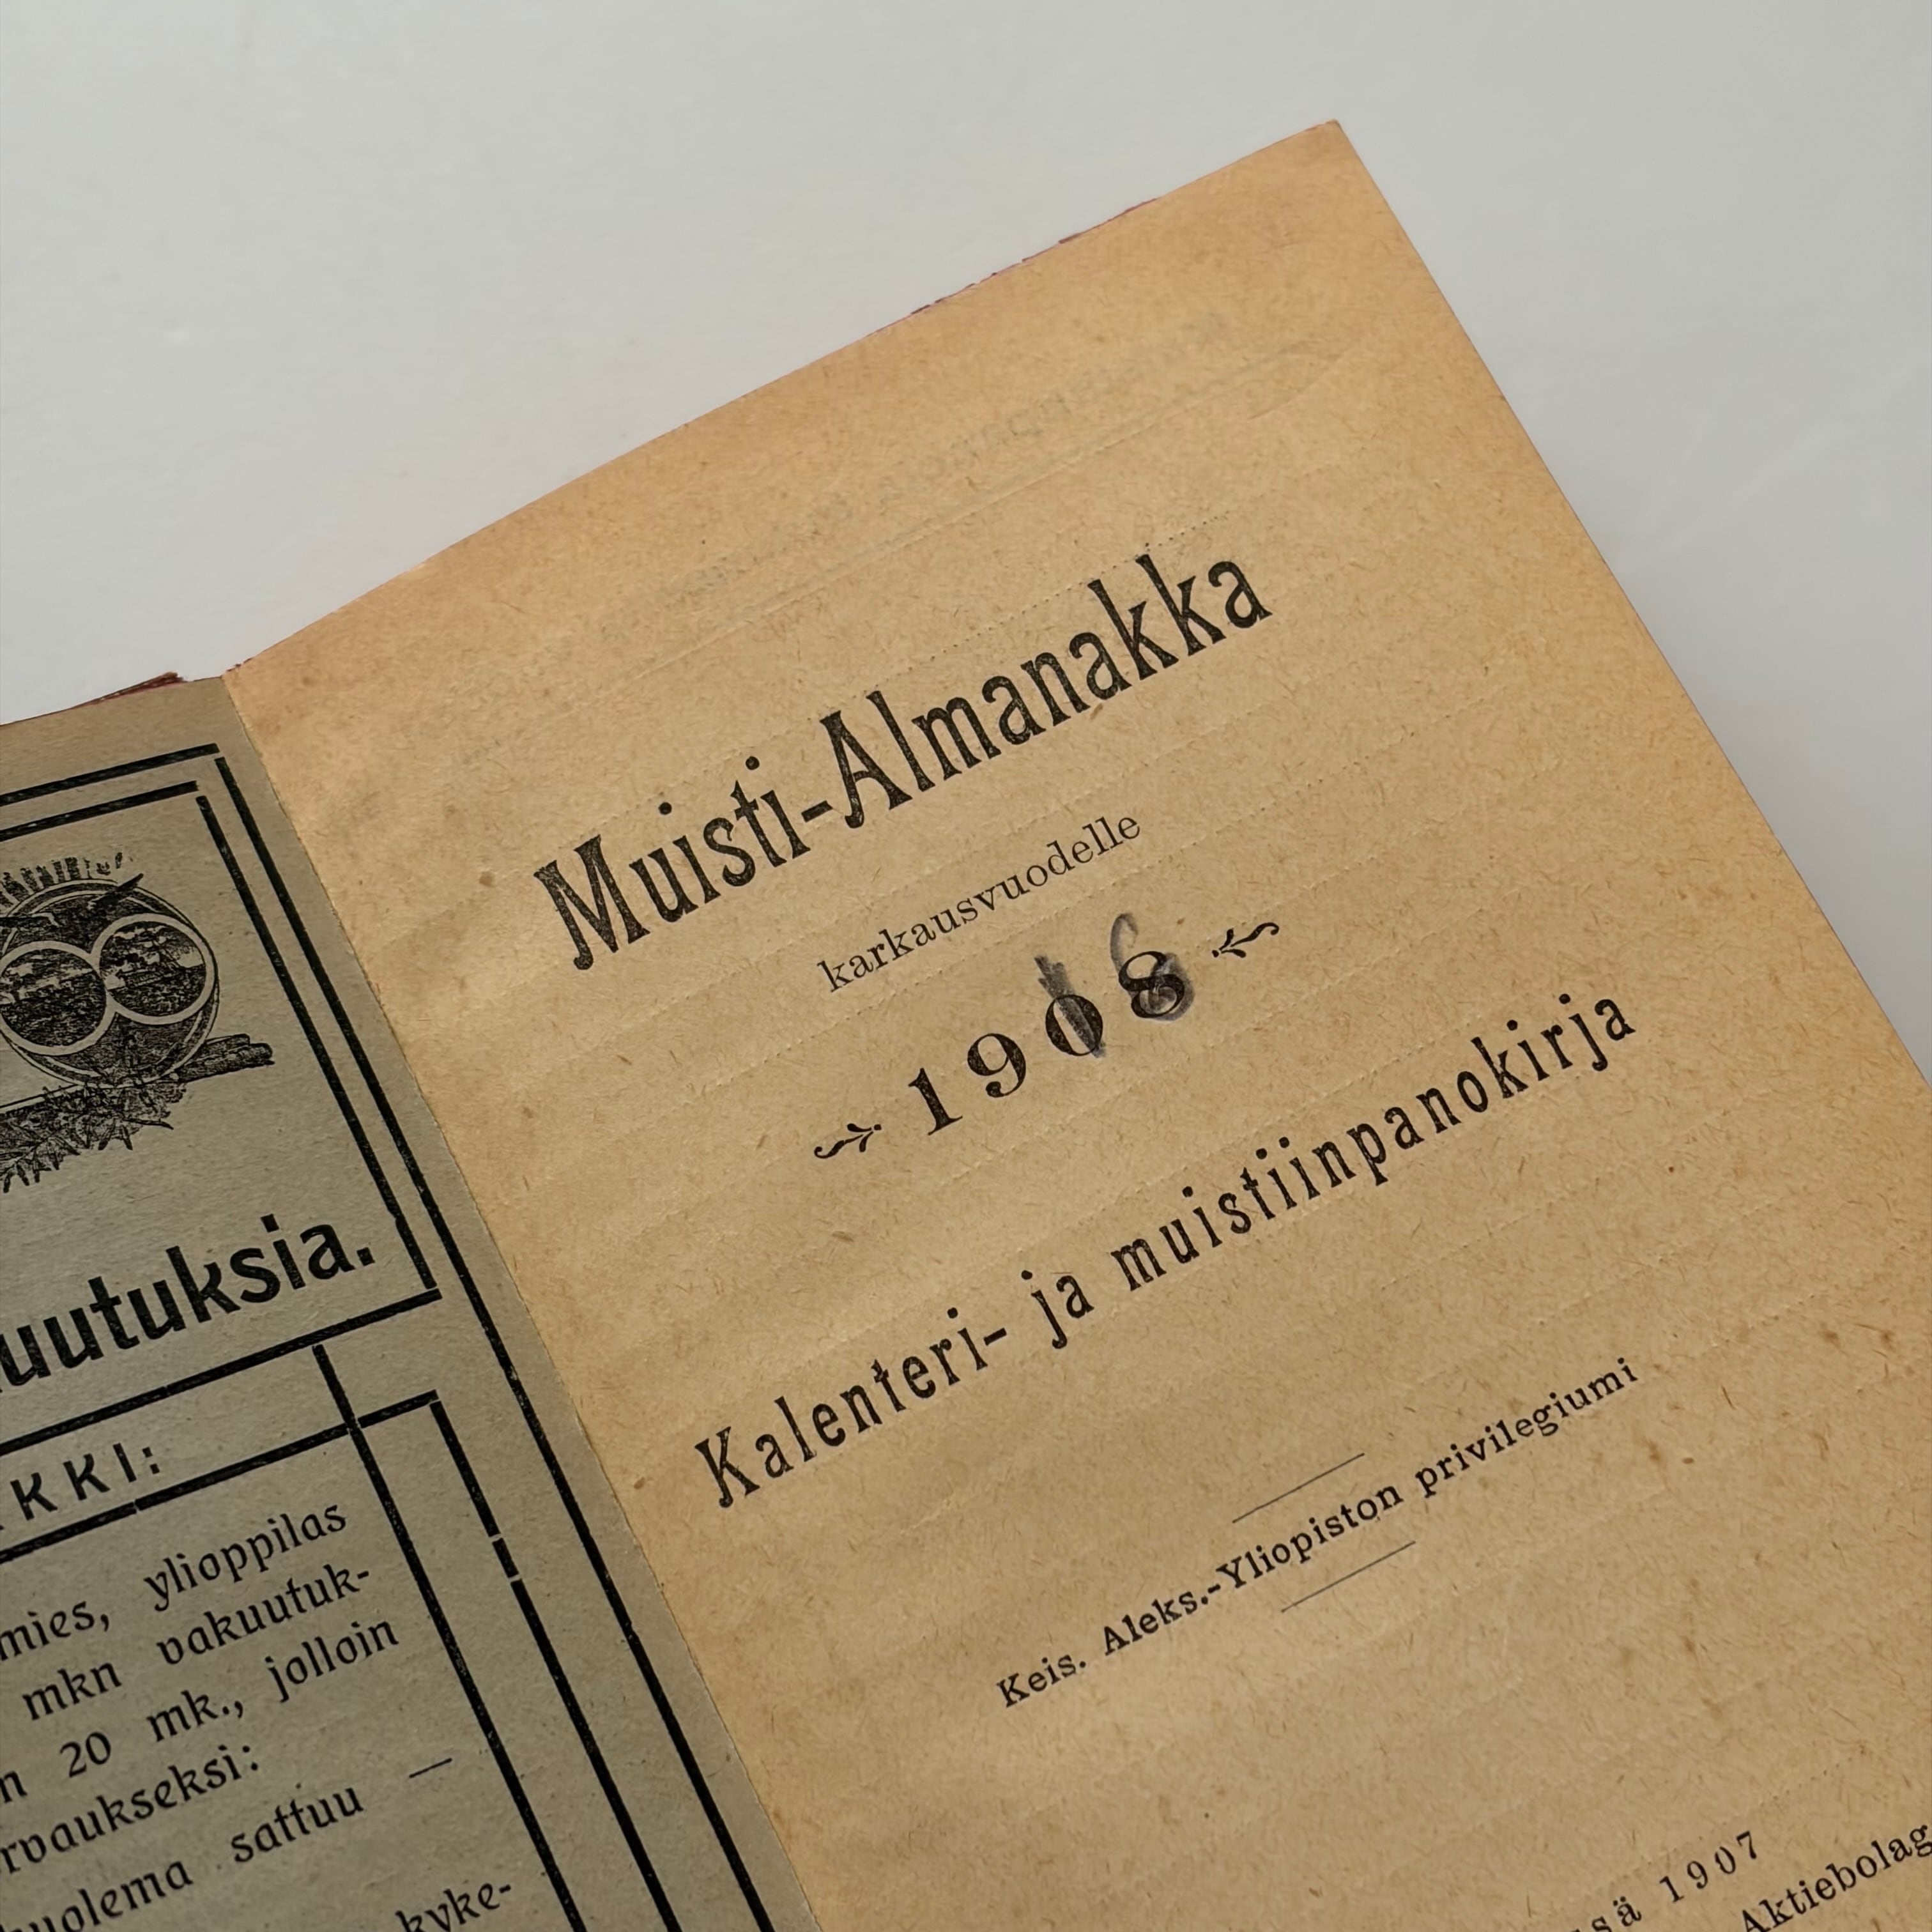 uutuksia.
KKI:
mies, ylioppilas
mkn vakuutuk-
20 mk., jolloin
rvaukseksi:
uolema sattuu —
kyke-
Muisti-Almanakka
karkausvuodelle
1908
Kalenteri- ja muistiinpanokirja
Keis. Aleks.-Yliopiston privilegiumi
ssä 1907
Aktiebolag